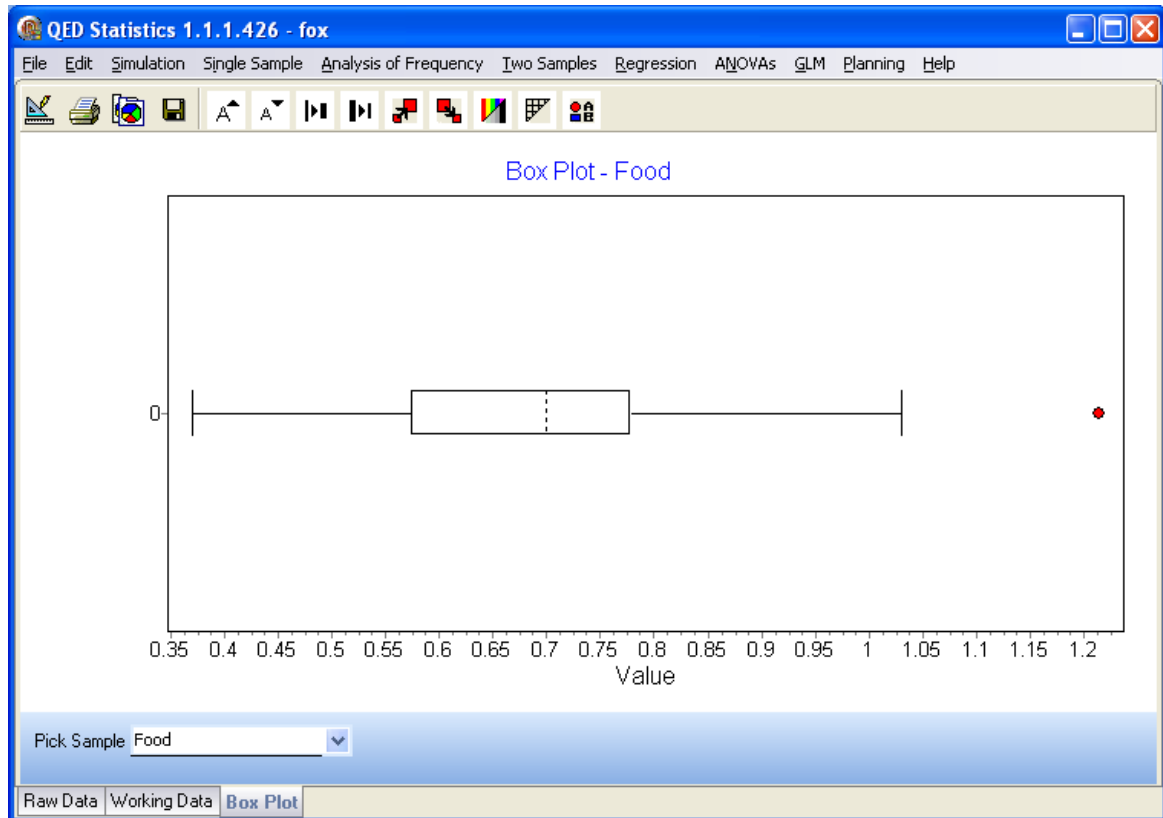 QED Statistics 1.1.1.426 - fox
File Edit Simulation Single Sample Analysis of Frequency Two Samples Regression ANOVAs GLM Planning Help
Box Plot - Food
0
0.35 0.4 0.45 0.5 0.55 0.6 0.65 0.7 0.75 0.8 0.85 0.9 0.95 1 1.05 1.1 1.15 1.2
Value
Pick Sample Food
Raw Data Working Data Box Plot